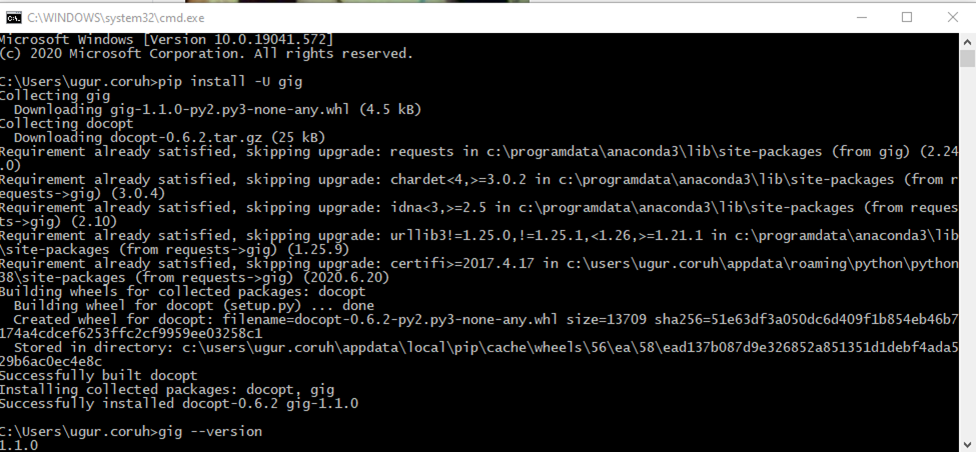 C:\WINDOWS\system32\cmd.exe
Microsoft Windows [Version 10.0.19041.572]
(c) 2020 Microsoft Corporation. All rights reserved.
C:\Users\ugur.coruh>pip install -U gig
Collecting gig
  Downloading gig-1.1.0-py2.py3-none-any.whl (4.5 kB)
Collecting docopt
  Downloading docopt-0.6.2.tar.gz (25 kB)
Requirement already satisfied, skipping upgrade: requests in c:\programdata\anaconda3\lib\site-packages (from gig) (2.24
.0)
Requirement already satisfied, skipping upgrade: chardet<4,>=3.0.2 in c:\programdata\anaconda3\lib\site-packages (from r
equests->gig) (3.0.4)
Requirement already satisfied, skipping upgrade: idna<3,>=2.5 in c:\programdata\anaconda3\lib\site-packages (from reques
ts->gig) (2.10)
Requirement already satisfied, skipping upgrade: urllib3!=1.25.0,!=1.25.1,<1.26,>=1.21.1 in c:\programdata\anaconda3\lib
\site-packages (from requests->gig) (1.25.9)
Requirement already satisfied, skipping upgrade: certifi>=2017.4.17 in c:\users\ugur.coruh\appdata\roaming\python\python
38\site-packages (from requests->gig) (2020.6.20)
Building wheels for collected packages: docopt
  Building wheel for docopt (setup.py) ... done
  Created wheel for docopt: filename=docopt-0.6.2-py2.py3-none-any.whl size=13709 sha256=51e63df3a050dc6d409f1b854eb46b7
174a4cdcef6253ffc2cf9959ee03258c1
  Stored in directory: c:\users\ugur.coruh\appdata\local\pip\cache\wheels\56\ea\58\ead137b087d9e326852a851351d1debf4ada5
29b6ac0ec4e8c
Successfully built docopt
Installing collected packages: docopt, gig
Successfully installed docopt-0.6.2 gig-1.1.0
C:\Users\ugur.coruh>gig --version
1.1.0